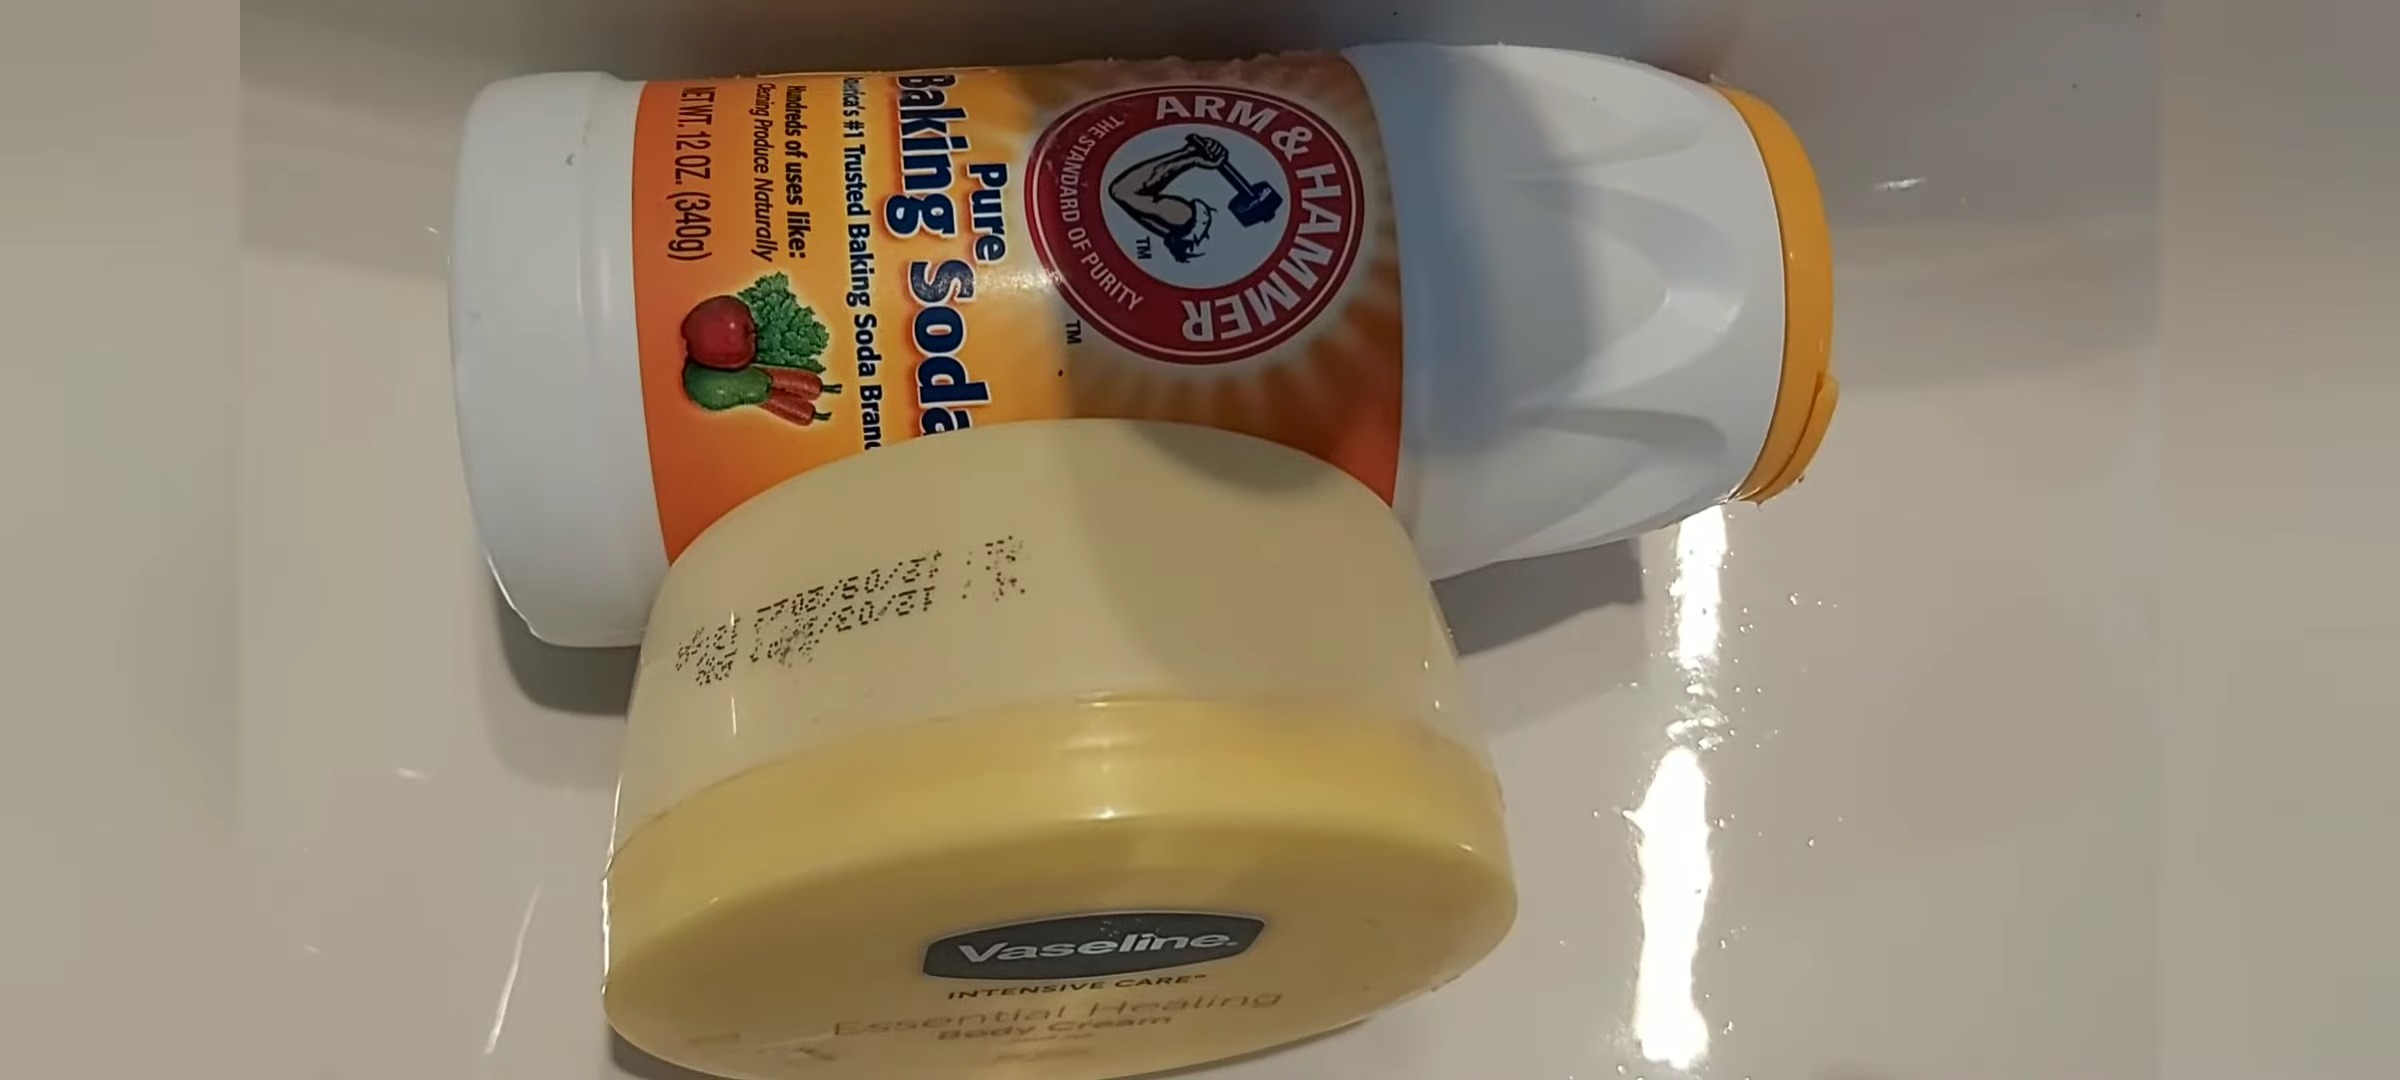 ARM & HAMMER
THE STANDARD OF PURITY
TM
TM
Pure
Baking Soda
#1 Trusted Baking Soda
Hundreds of uses like:
Cleaning Produce Naturally
NET WT. 12 OZ. (340g)
Vaseline
INTENSIVE CARE™
Essential Healing
Body Cream